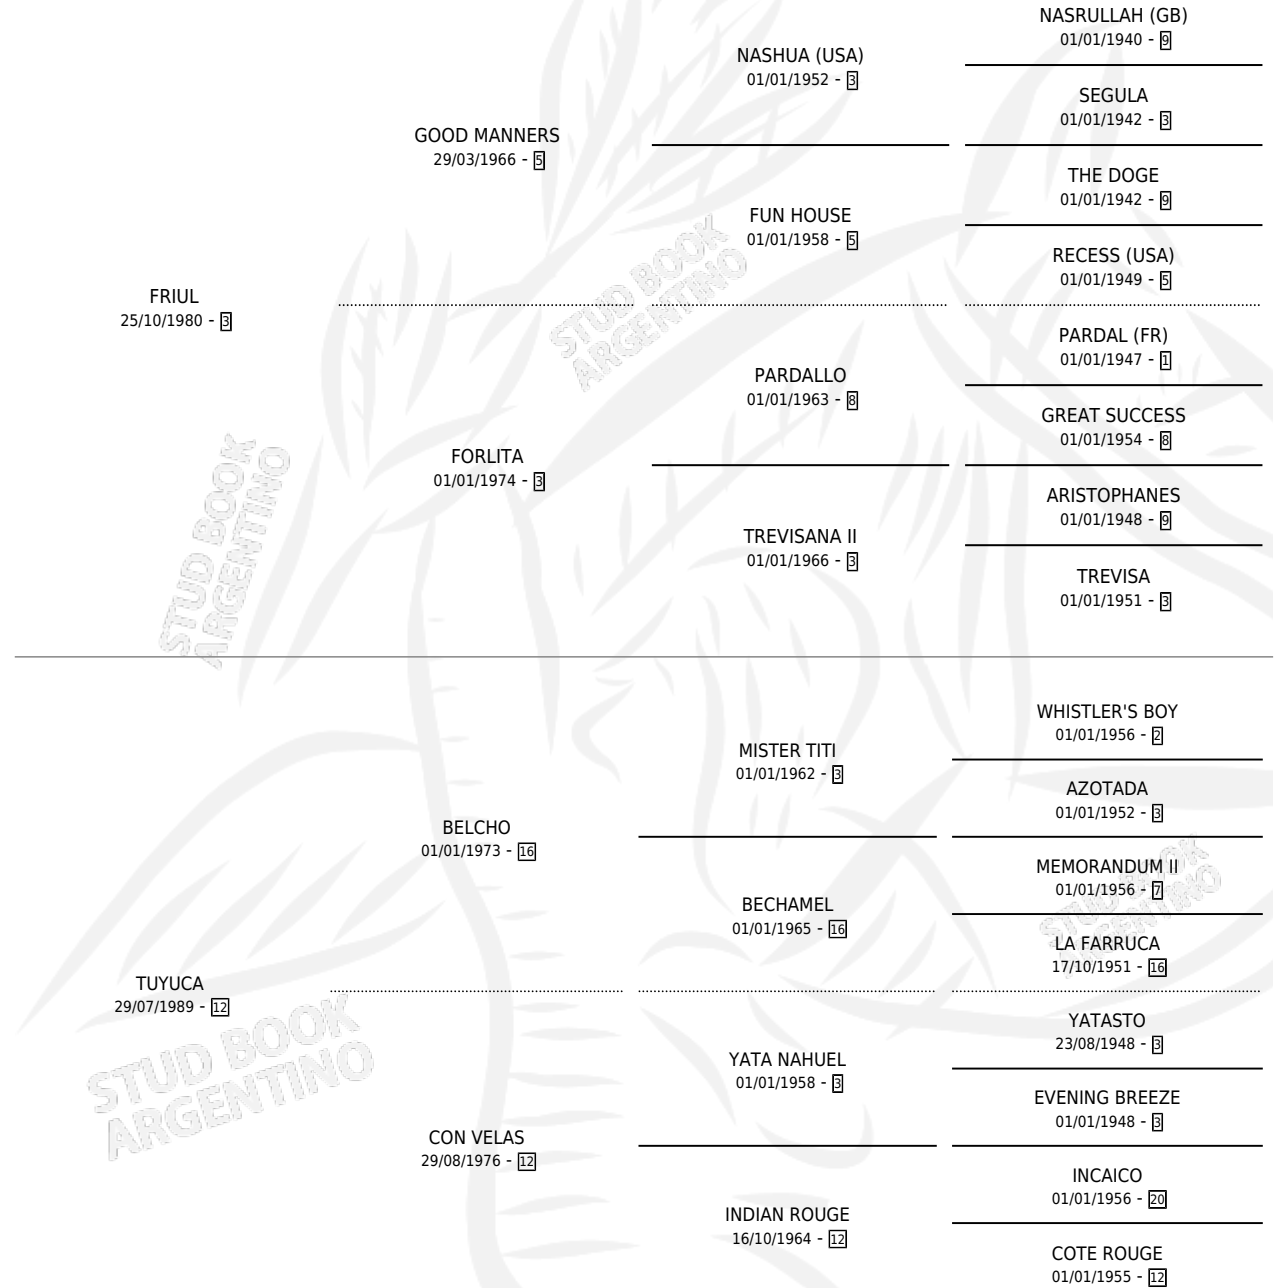 NASRULLAH (GB)
01/01/1940 - 9
NASHUA (USA)
01/01/1952 - 3
SEGULA
01/01/1942 - 3
GOOD MANNERS
29/03/1966 - 5
THE DOGE
01/01/1942 - 9
FUN HOUSE
01/01/1958 - 5
RECESS (USA)
01/01/1949 - 5
FRIUL
25/10/1980 - 3
STUD BOOK
ARGENTINO
PARDAL (FR)
01/01/1947 - 1
PARDALLO
01/01/1963 - 8
GREAT SUCCESS
01/01/1954 - 8
FORLITA
01/01/1974 - 3
ARISTOPHANES
01/01/1948 - 9
TREVISANA II
01/01/1966 - 3
TREVISA
01/01/1951 - 3
STUD BOOK
ARGENTINO
WHISTLER'S BOY
01/01/1956 - 2
MISTER TITI
01/01/1962 - 3
AZOTADA
01/01/1952 - 3
BELCHO
01/01/1973 - 16
MEMORANDUM II
01/01/1956 - 7
BECHAMEL
01/01/1965 - 16
STUD BOOK
ARGENTINO
LA FARRUCA
17/10/1951 - 16
TUYUCA
29/07/1989 - 12
YATASTO
23/08/1948 - 3
YATA NAHUEL
01/01/1958 - 3
STUD BOOK
ARGENTINO
EVENING BREEZE
01/01/1948 - 3
CON VELAS
29/08/1976 - 12
INCAICO
01/01/1956 - 20
INDIAN ROUGE
16/10/1964 - 12
COTE ROUGE
01/01/1955 - 12